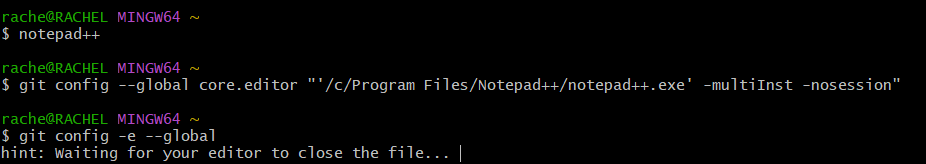 rache@RACHEL MINGW64 ~
$ notepad++
rache@RACHEL MINGW64 ~
$ git config --global core.editor "'/c/Program Files/Notepad++/notepad++.exe' -multiInst -nosession"
rache@RACHEL MINGW64 ~
$ git config -e --global
hint: Waiting for your editor to close the file...